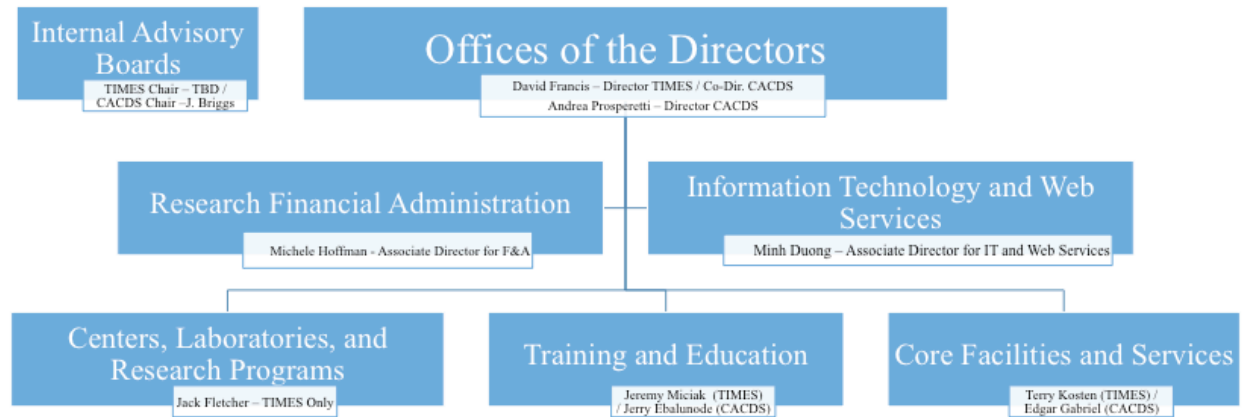 Internal Advisory
Boards
TIMES Chair – TBD /
CACDS Chair –J. Briggs
Offices of the Directors
David Francis – Director TIMES / Co-Dir. CACDS
Andrea Prosperetti – Director CACDS
Research Financial Administration
Michele Hoffman - Associate Director for F&A
Information Technology and Web
Services
Minh Duong – Associate Director for IT and Web Services
Centers, Laboratories, and
Research Programs
Jack Fletcher – TIMES Only
Training and Education
Jeremy Miciak (TIMES)
/ Jerry Ebalunode (CACDS)
Core Facilities and Services
Terry Kosten (TIMES) /
Edgar Gabriel (CACDS)